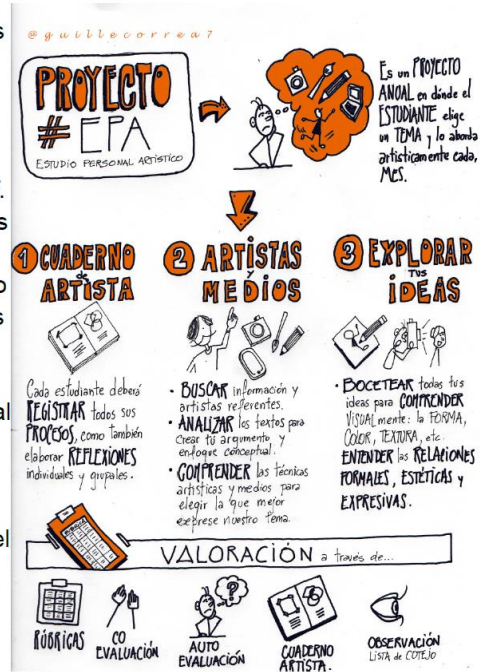 @guillecorrea7
PROYECTO
#EPA
ESTUDIO PERSONAL ARTÍSTICO
Es un PROYECTO
ANUAL en dónde el
ESTUDIANTE elige
un TEMA y lo aborda
artísticamente cada,
MES.
1 CUADERNO
de
ARTISTA
Cada estudiante deberá
REGISTRAR todos sus
PROCESOS, como también
elaborar REFLEXIONES
individuales y grupales.
2 ARTISTAS
y
MEDIOS
• BUSCAR información y
artistas referentes.
• ANALIZAR los textos para
crear tu argumento y
enfoque conceptual.
• COMPRENDER las técnicas
artísticas y medios para
elegir la que mejor
exprese nuestro tema.
3 EXPLORAR
TUS
iDEAS
• BOCETEAR todas tus
ideas para COMPRENDER
VISUALmente: la FORMA,
COLOR, TEXTURA, etc.
ENTENDER las RELACIONES
FORMALES, ESTÉTICAS y
EXPRESIVAS.
VALORACIÓN a través de...
RÚBRICAS
CO
EVALUACIÓN
AUTO
EVALUACIÓN
CUADERNO
ARTISTA.
OBSERVACIÓN
LISTA de COTEJO